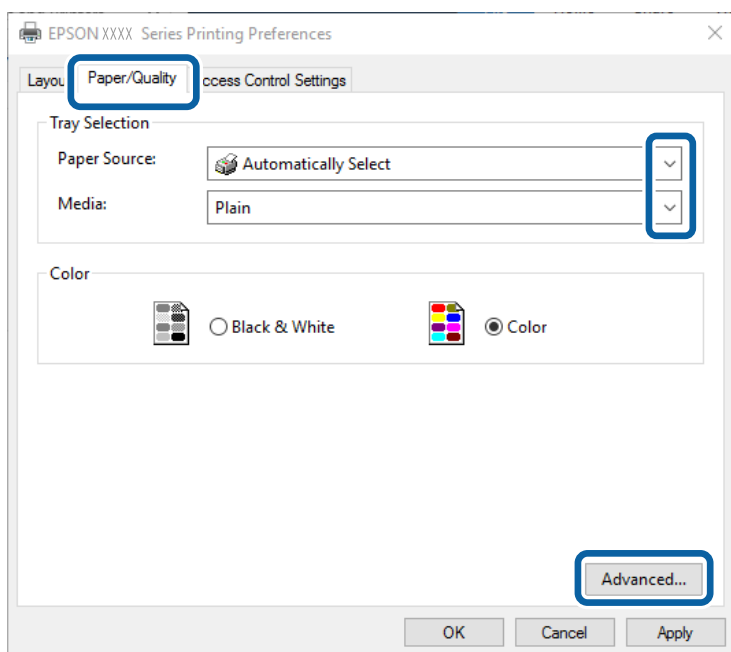 EPSON XXXX Series Printing Preferences
Layou Paper/Quality ccess Control Settings
Tray Selection
Paper Source: Automatically Select
Media: Plain
Color
Black & White Color
Advanced...
OK Cancel Apply